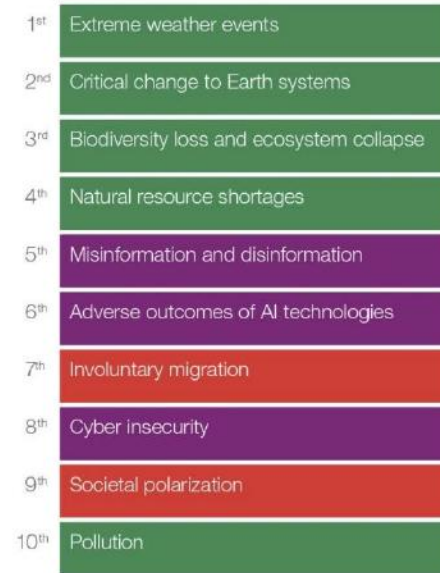 1st Extreme weather events
2nd Critical change to Earth systems
3rd Biodiversity loss and ecosystem collapse
4th Natural resource shortages
5th Misinformation and disinformation
6th Adverse outcomes of AI technologies
7th Involuntary migration
8th Cyber insecurity
9th Societal polarization
10th Pollution